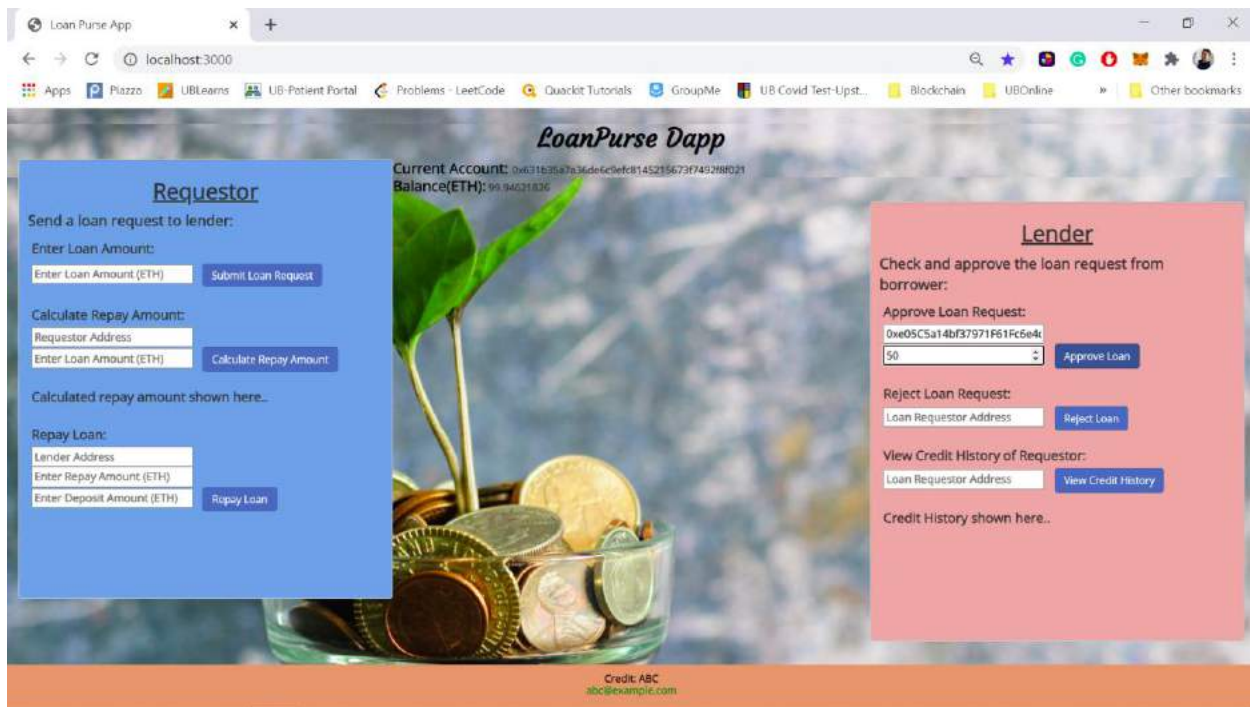 Loan Purse App
localhost:3000
Apps Piazza UBLearns UB-Patient Portal Problems - LeetCode Quackit Tutorials GroupMe UB Covid Test-Upst... Blockchain UBOnline » Other bookmarks
LoanPurse Dapp
Current Account:
Balance(ETH): 99.94621826
Requestor
Send a loan request to lender:
Enter Loan Amount:
Enter Loan Amount (ETH) Submit Loan Request
Calculate Repay Amount:
Requestor Address
Enter Loan Amount (ETH) Calculate Repay Amount
Calculated repay amount shown here..
Repay Loan:
Lender Address
Enter Repay Amount (ETH)
Enter Deposit Amount (ETH) Repay Loan
Lender
Check and approve the loan request from
borrower:
Approve Loan Request:
0xe05C5a14bf37971F61Fc6e4c
50 Approve Loan
Reject Loan Request:
Loan Requestor Address Reject Loan
View Credit History of Requestor:
Loan Requestor Address View Credit History
Credit History shown here..
Credit: ABC
abc@example.com